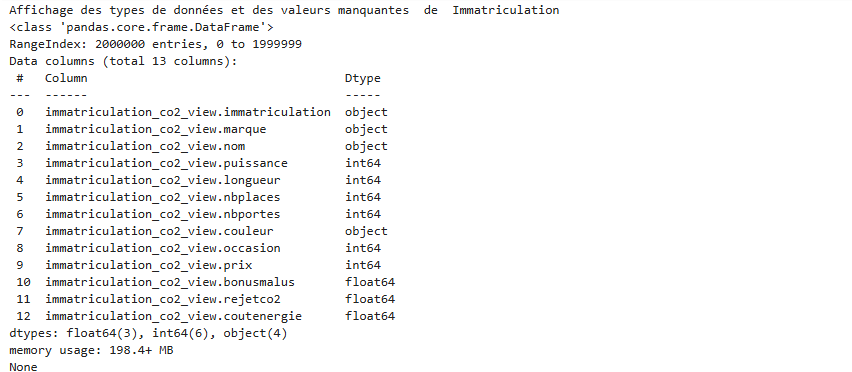 Affichage des types de données et des valeurs manquantes  de  Immatriculation
<class 'pandas.core.frame.DataFrame'>
RangeIndex: 2000000 entries, 0 to 1999999
Data columns (total 13 columns):
 #   Column                                Dtype
---  ------                                -----
 0   immatriculation_co2_view.immatriculation  object
 1   immatriculation_co2_view.marque           object
 2   immatriculation_co2_view.nom              object
 3   immatriculation_co2_view.puissance        int64
 4   immatriculation_co2_view.longueur         int64
 5   immatriculation_co2_view.nbplaces         int64
 6   immatriculation_co2_view.nbportes         int64
 7   immatriculation_co2_view.couleur          object
 8   immatriculation_co2_view.occasion         int64
 9   immatriculation_co2_view.prix             int64
 10  immatriculation_co2_view.bonusmalus       float64
 11  immatriculation_co2_view.rejetco2         float64
 12  immatriculation_co2_view.coutenergie      float64
dtypes: float64(3), int64(6), object(4)
memory usage: 198.4+ MB
None